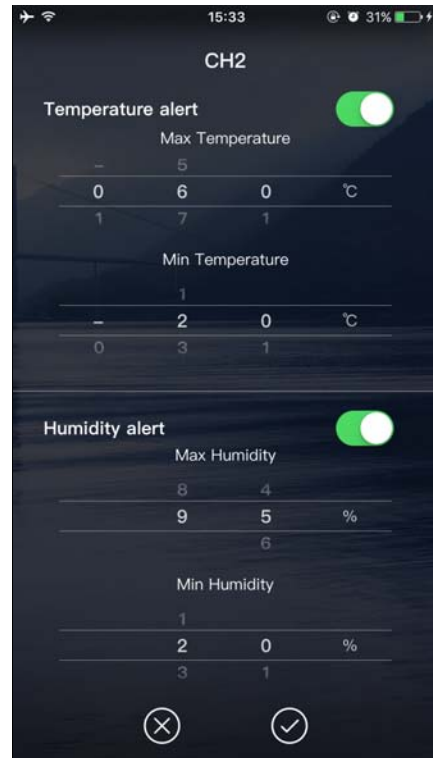 15:33 31%
CH2
Temperature alert
Max Temperature
– 5
0 6 0 °C
1 7 1
Min Temperature
1
– 2 0 °C
0 3 1
Humidity alert
Max Humidity
8 4
9 5 %
6
Min Humidity
1
2 0 %
3 1